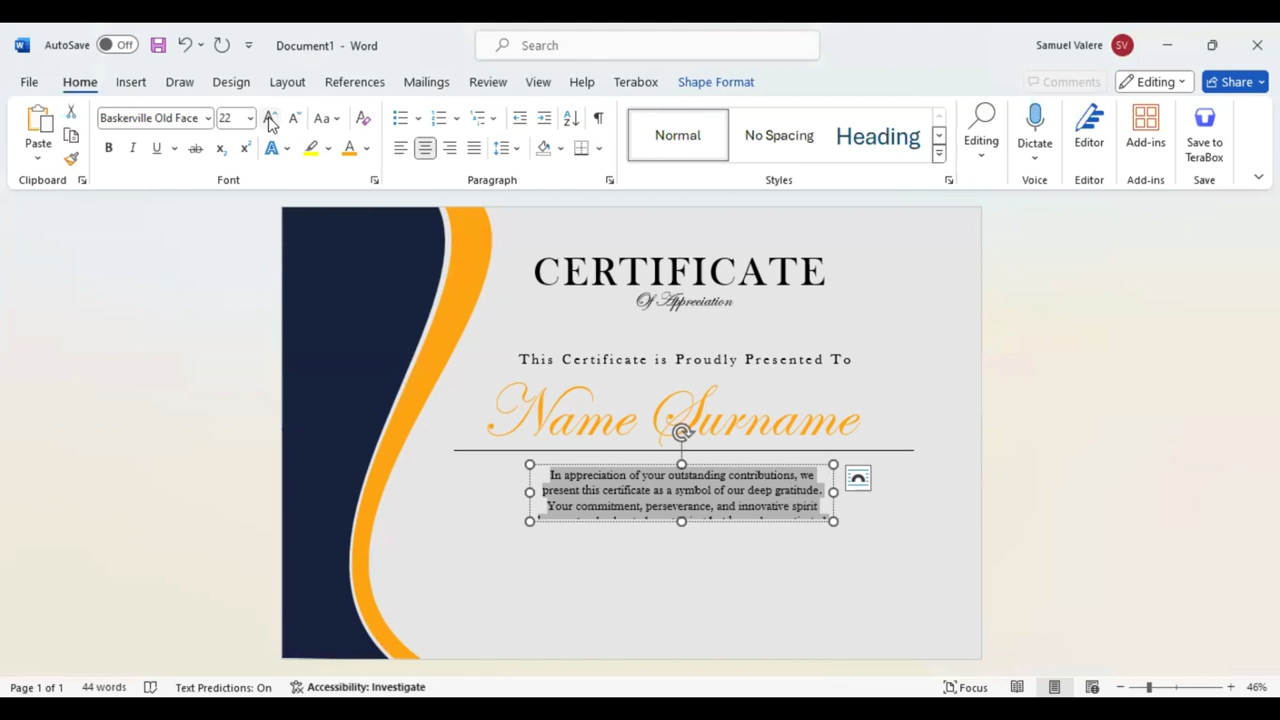 AutoSave Off Document1 - Word Search Samuel Valere SV
File Home Insert Draw Design Layout References Mailings Review View Help Terabox Shape Format Comments Editing Share
Baskerville Old Face 22 Aa
Paste B I U ab x₂ x² A A
Normal No Spacing Heading
Editing Dictate Editor Add-ins Save to TeraBox
Clipboard Font Paragraph Styles Voice Editor Add-ins Save
CERTIFICATE
Of Appreciation
This Certificate is Proudly Presented To
Name Surname
In appreciation of your outstanding contributions, we
present this certificate as a symbol of our deep gratitude.
Your commitment, perseverance, and innovative spirit
Page 1 of 1 44 words Text Predictions: On Accessibility: Investigate Focus 46%